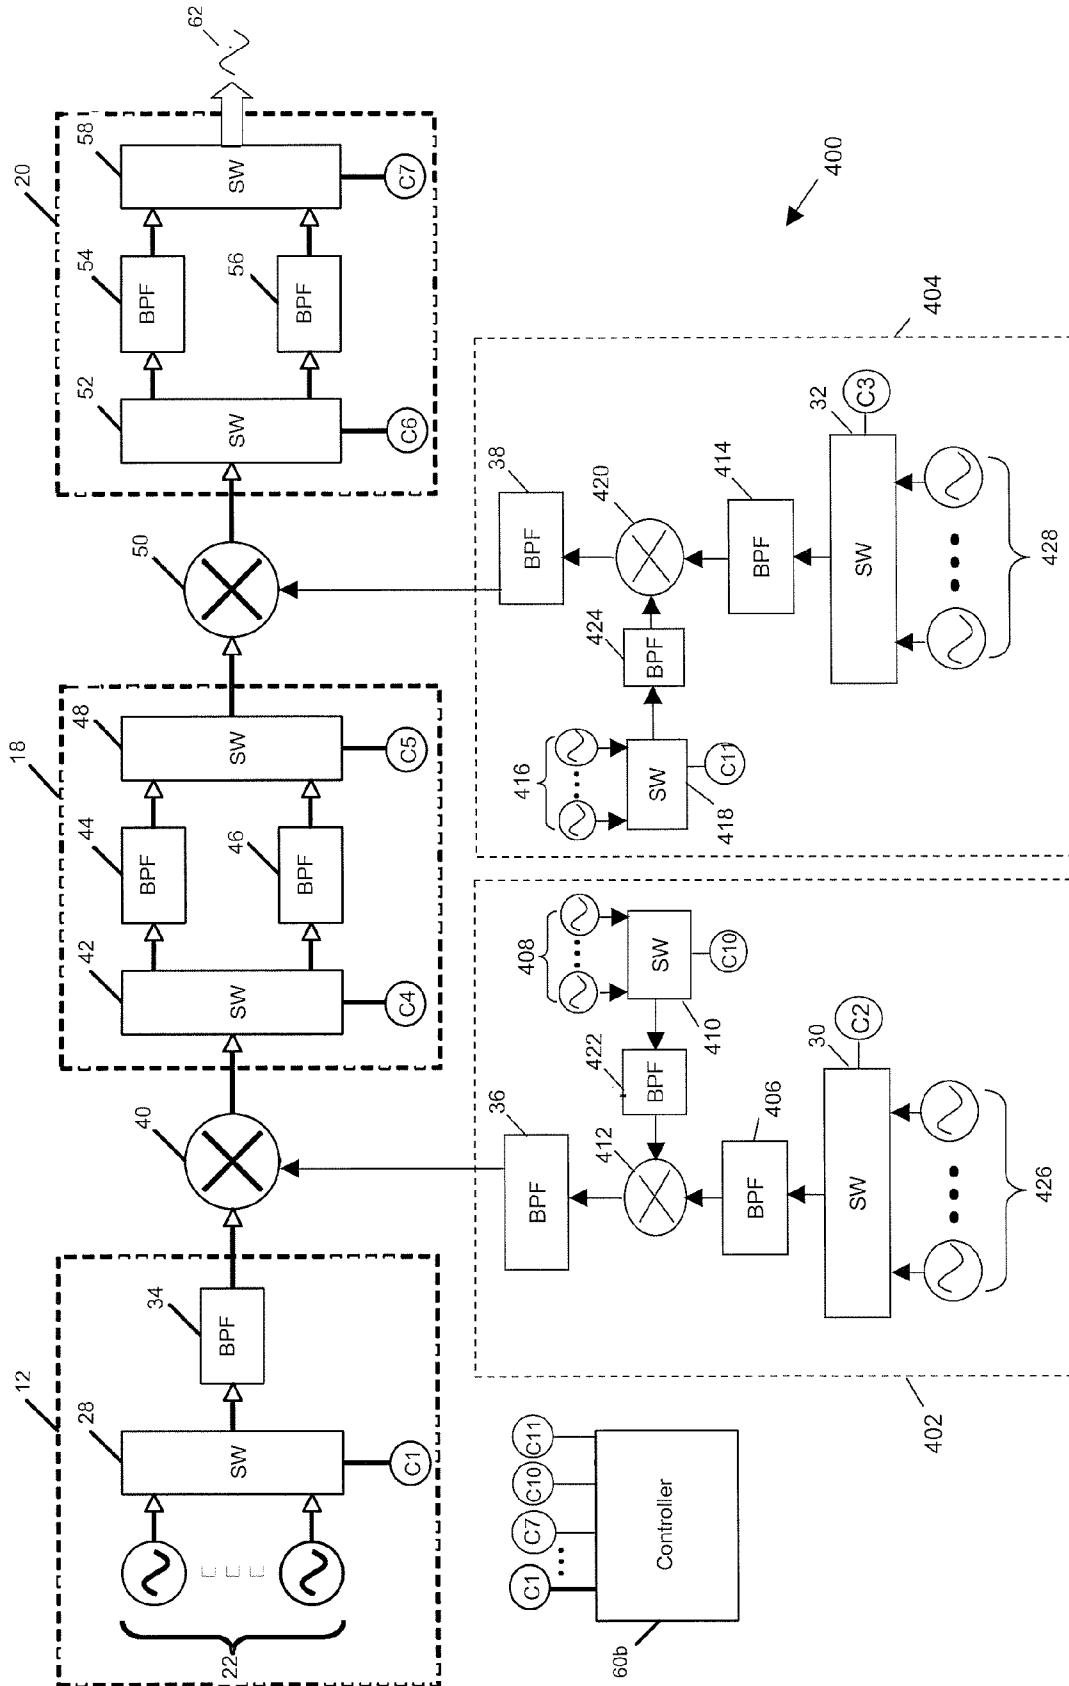 12
28
22
SW
C1
34
BPF
40
18
42
SW
C4
44
BPF
46
BPF
48
SW
C5
50
20
52
SW
C6
54
BPF
56
BPF
58
SW
C7
62
C1
C7
C10
C11
Controller
60b
402
36
BPF
412
422
BPF
408
SW
C10
410
406
BPF
30
C2
SW
426
404
38
BPF
420
424
BPF
416
SW
C11
418
414
BPF
32
C3
SW
428
400